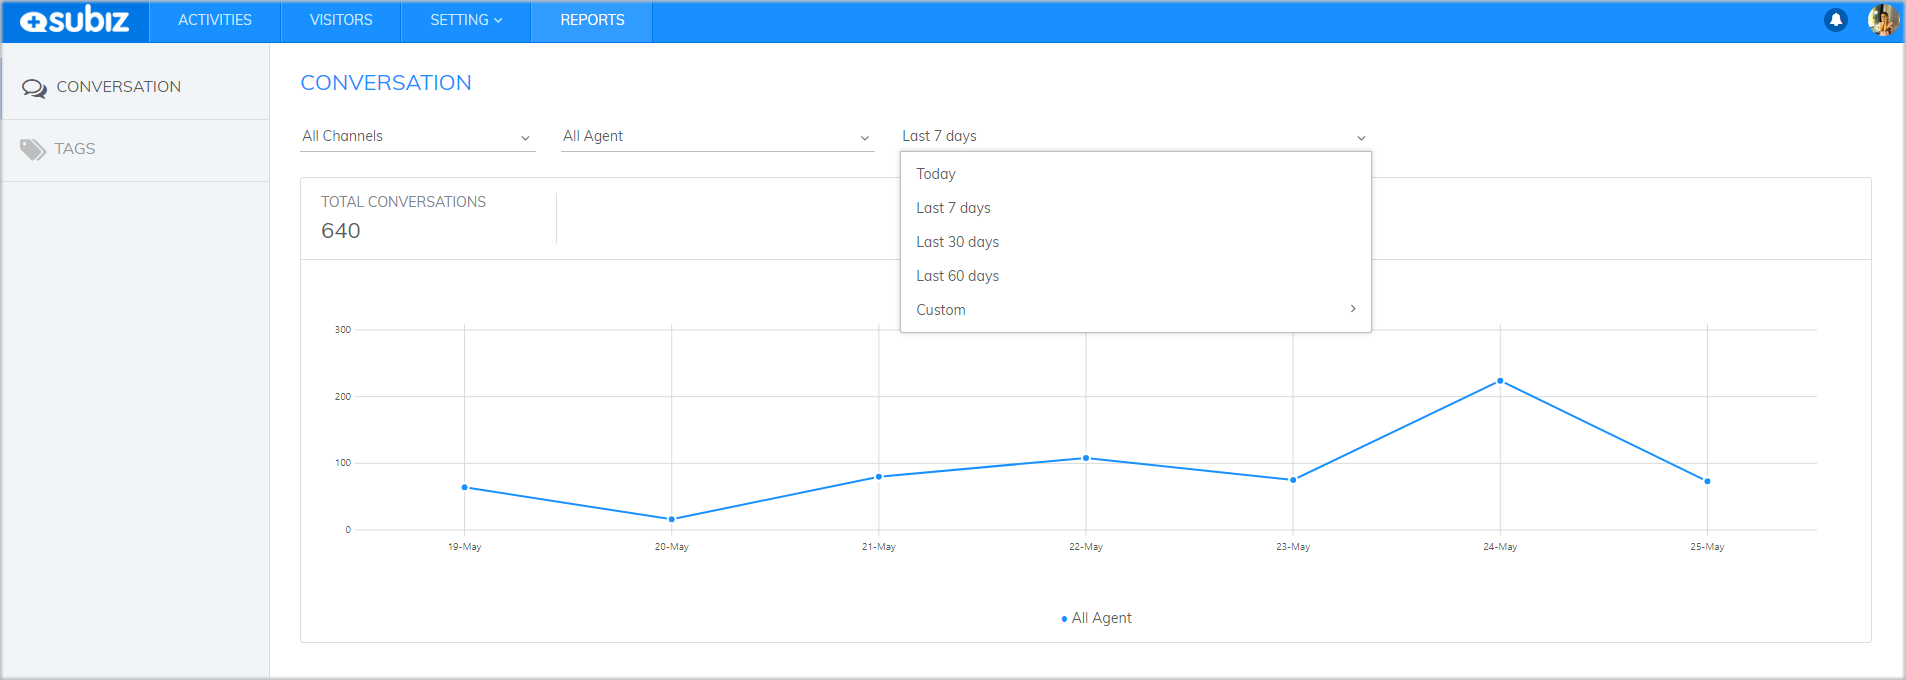 subiz ACTIVITIES VISITORS SETTING REPORTS
CONVERSATION
TAGS
CONVERSATION
All Channels All Agent Last 7 days
Today
Last 7 days
Last 30 days
Last 60 days
Custom
TOTAL CONVERSATIONS
640
300
200
100
0
19-May 20-May 21-May 22-May 23-May 24-May 25-May
All Agent